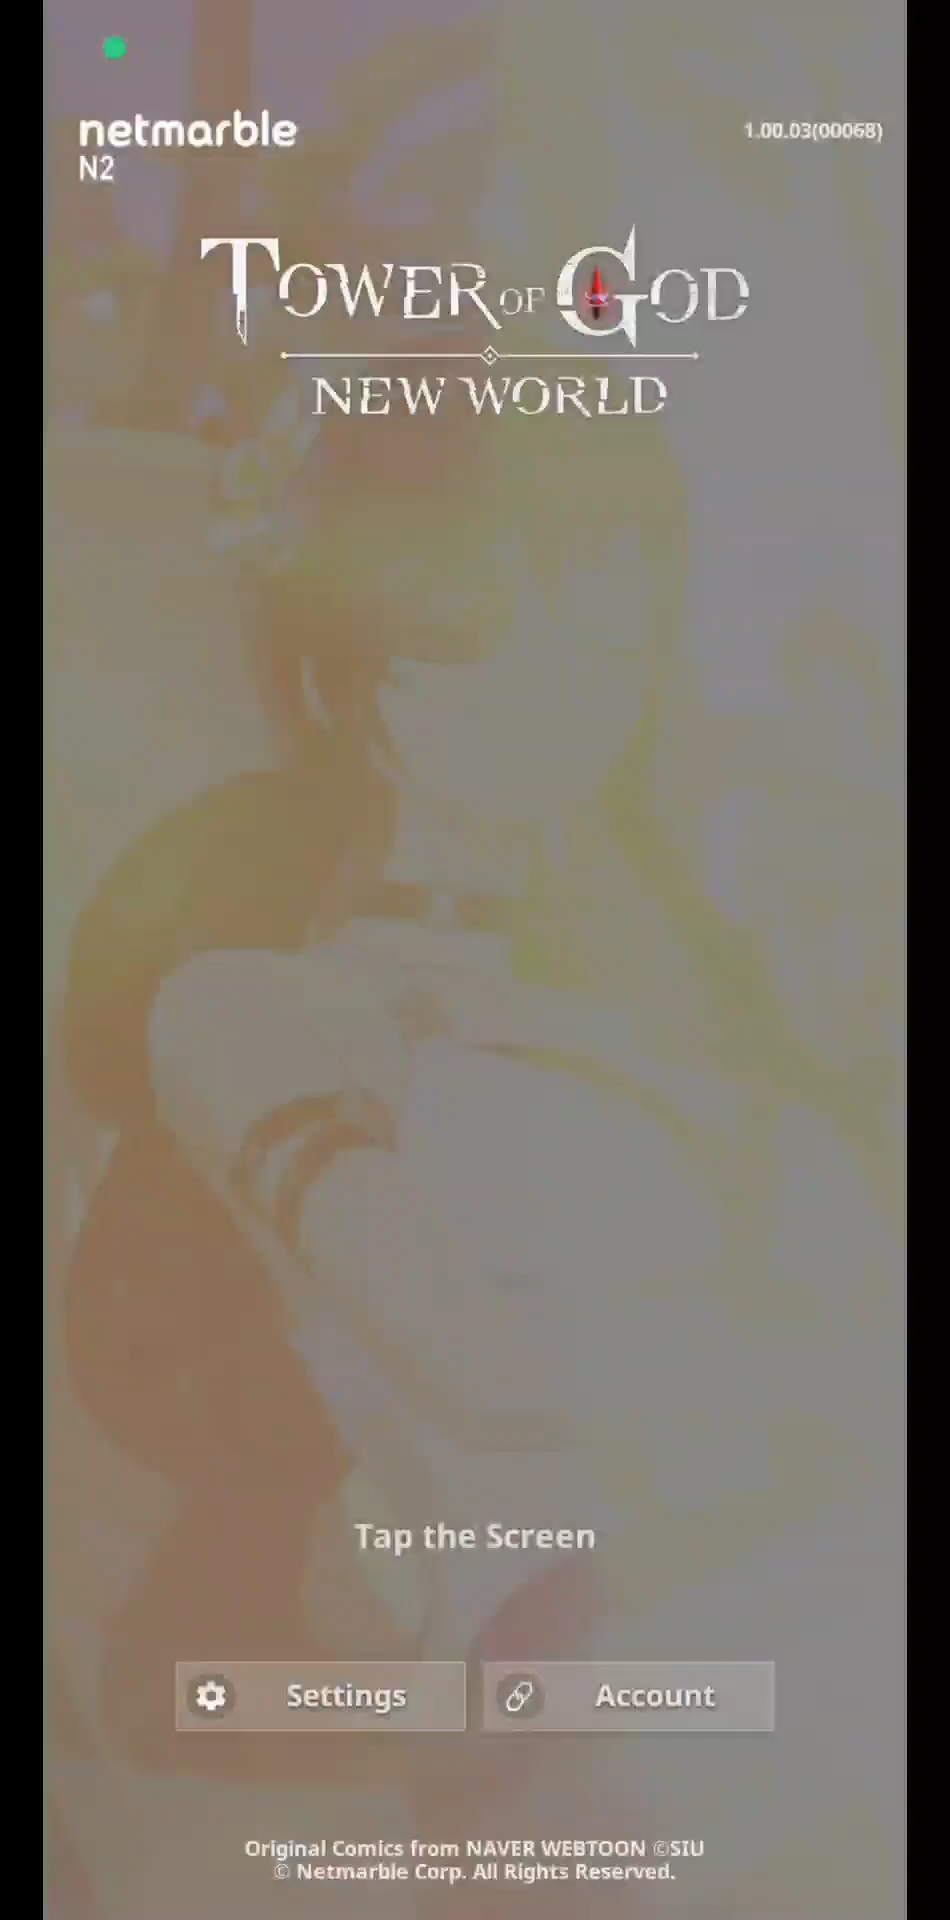 netmarble
N2
1.00.03(00068)
TOWER OF GOD
NEW WORLD
Tap the Screen
Settings
Account
Original Comics from NAVER WEBTOON ©SIU
© Netmarble Corp. All Rights Reserved.